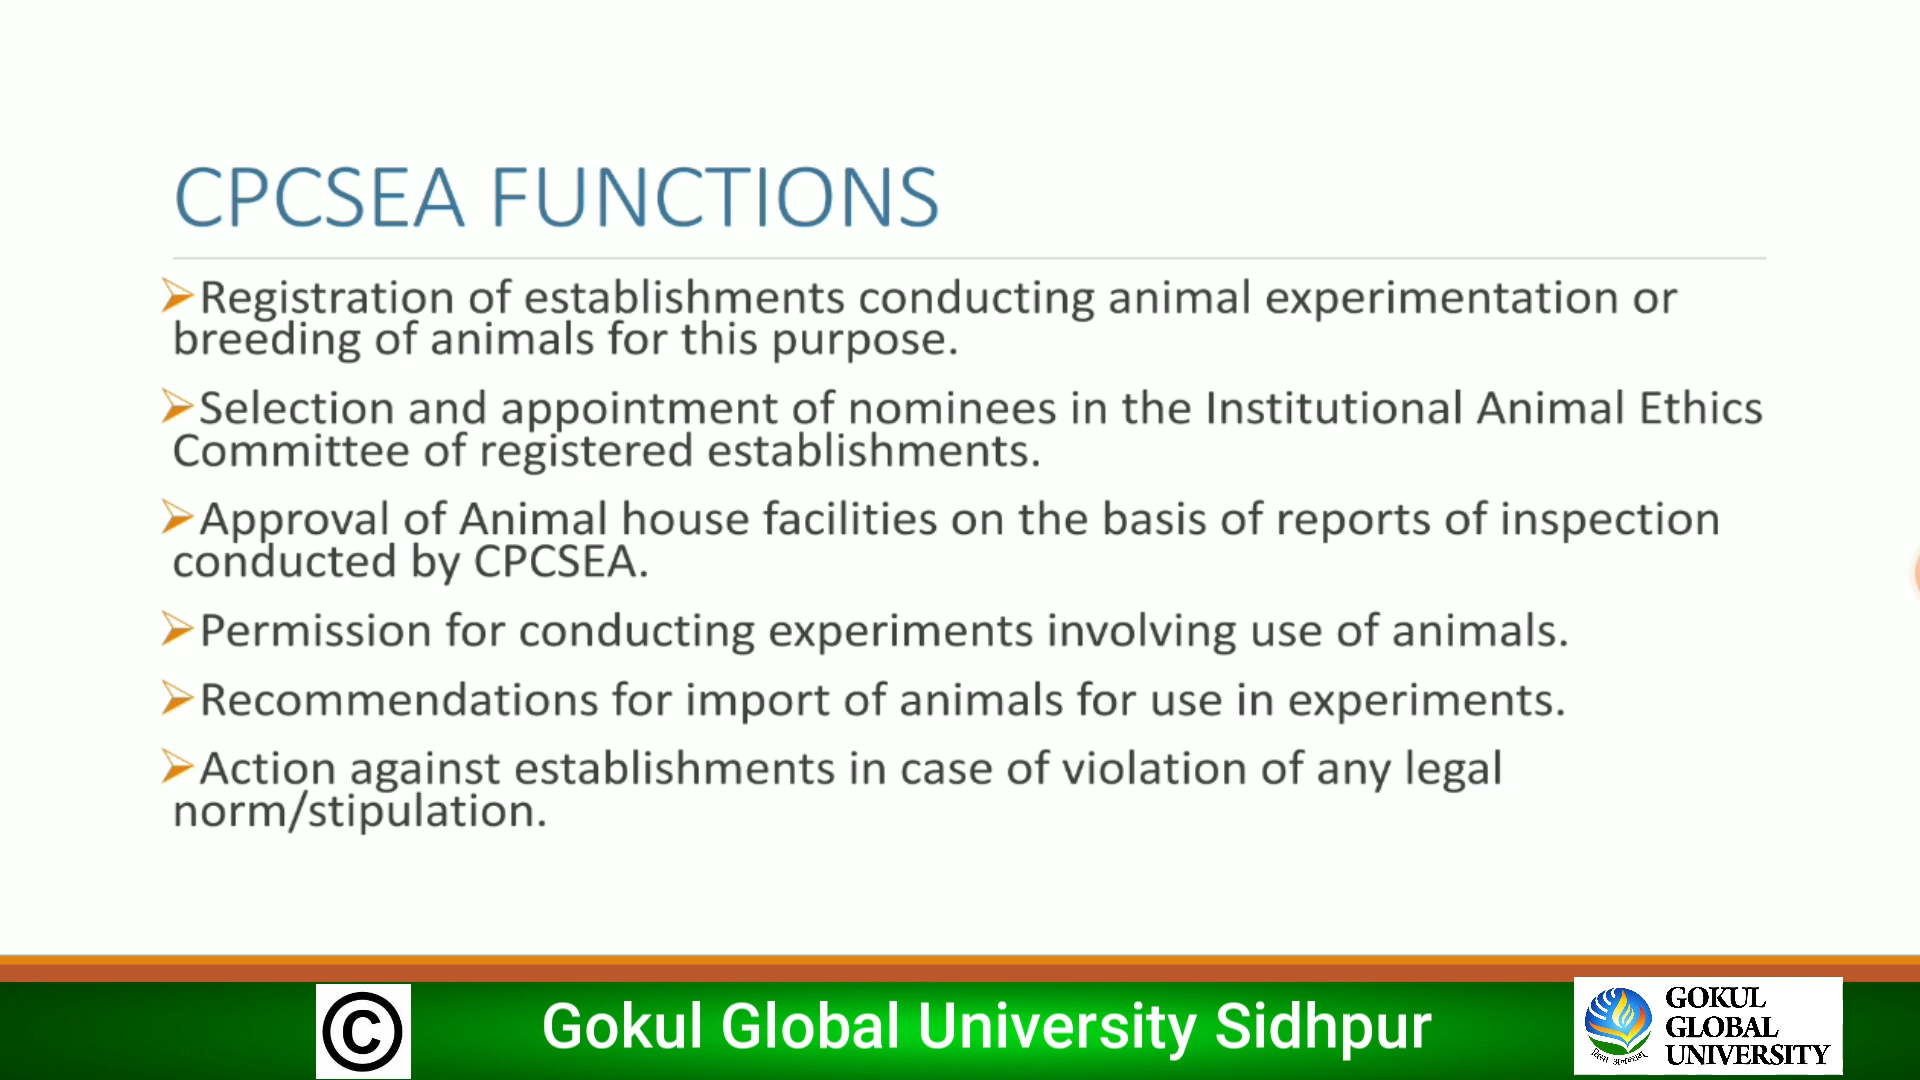 CPCSEA FUNCTIONS
➢Registration of establishments conducting animal experimentation or
breeding of animals for this purpose.
➢Selection and appointment of nominees in the Institutional Animal Ethics
Committee of registered establishments.
➢Approval of Animal house facilities on the basis of reports of inspection
conducted by CPCSEA.
➢Permission for conducting experiments involving use of animals.
➢Recommendations for import of animals for use in experiments.
➢Action against establishments in case of violation of any legal
norm/stipulation.
© Gokul Global University Sidhpur
GOKUL
GLOBAL
UNIVERSITY